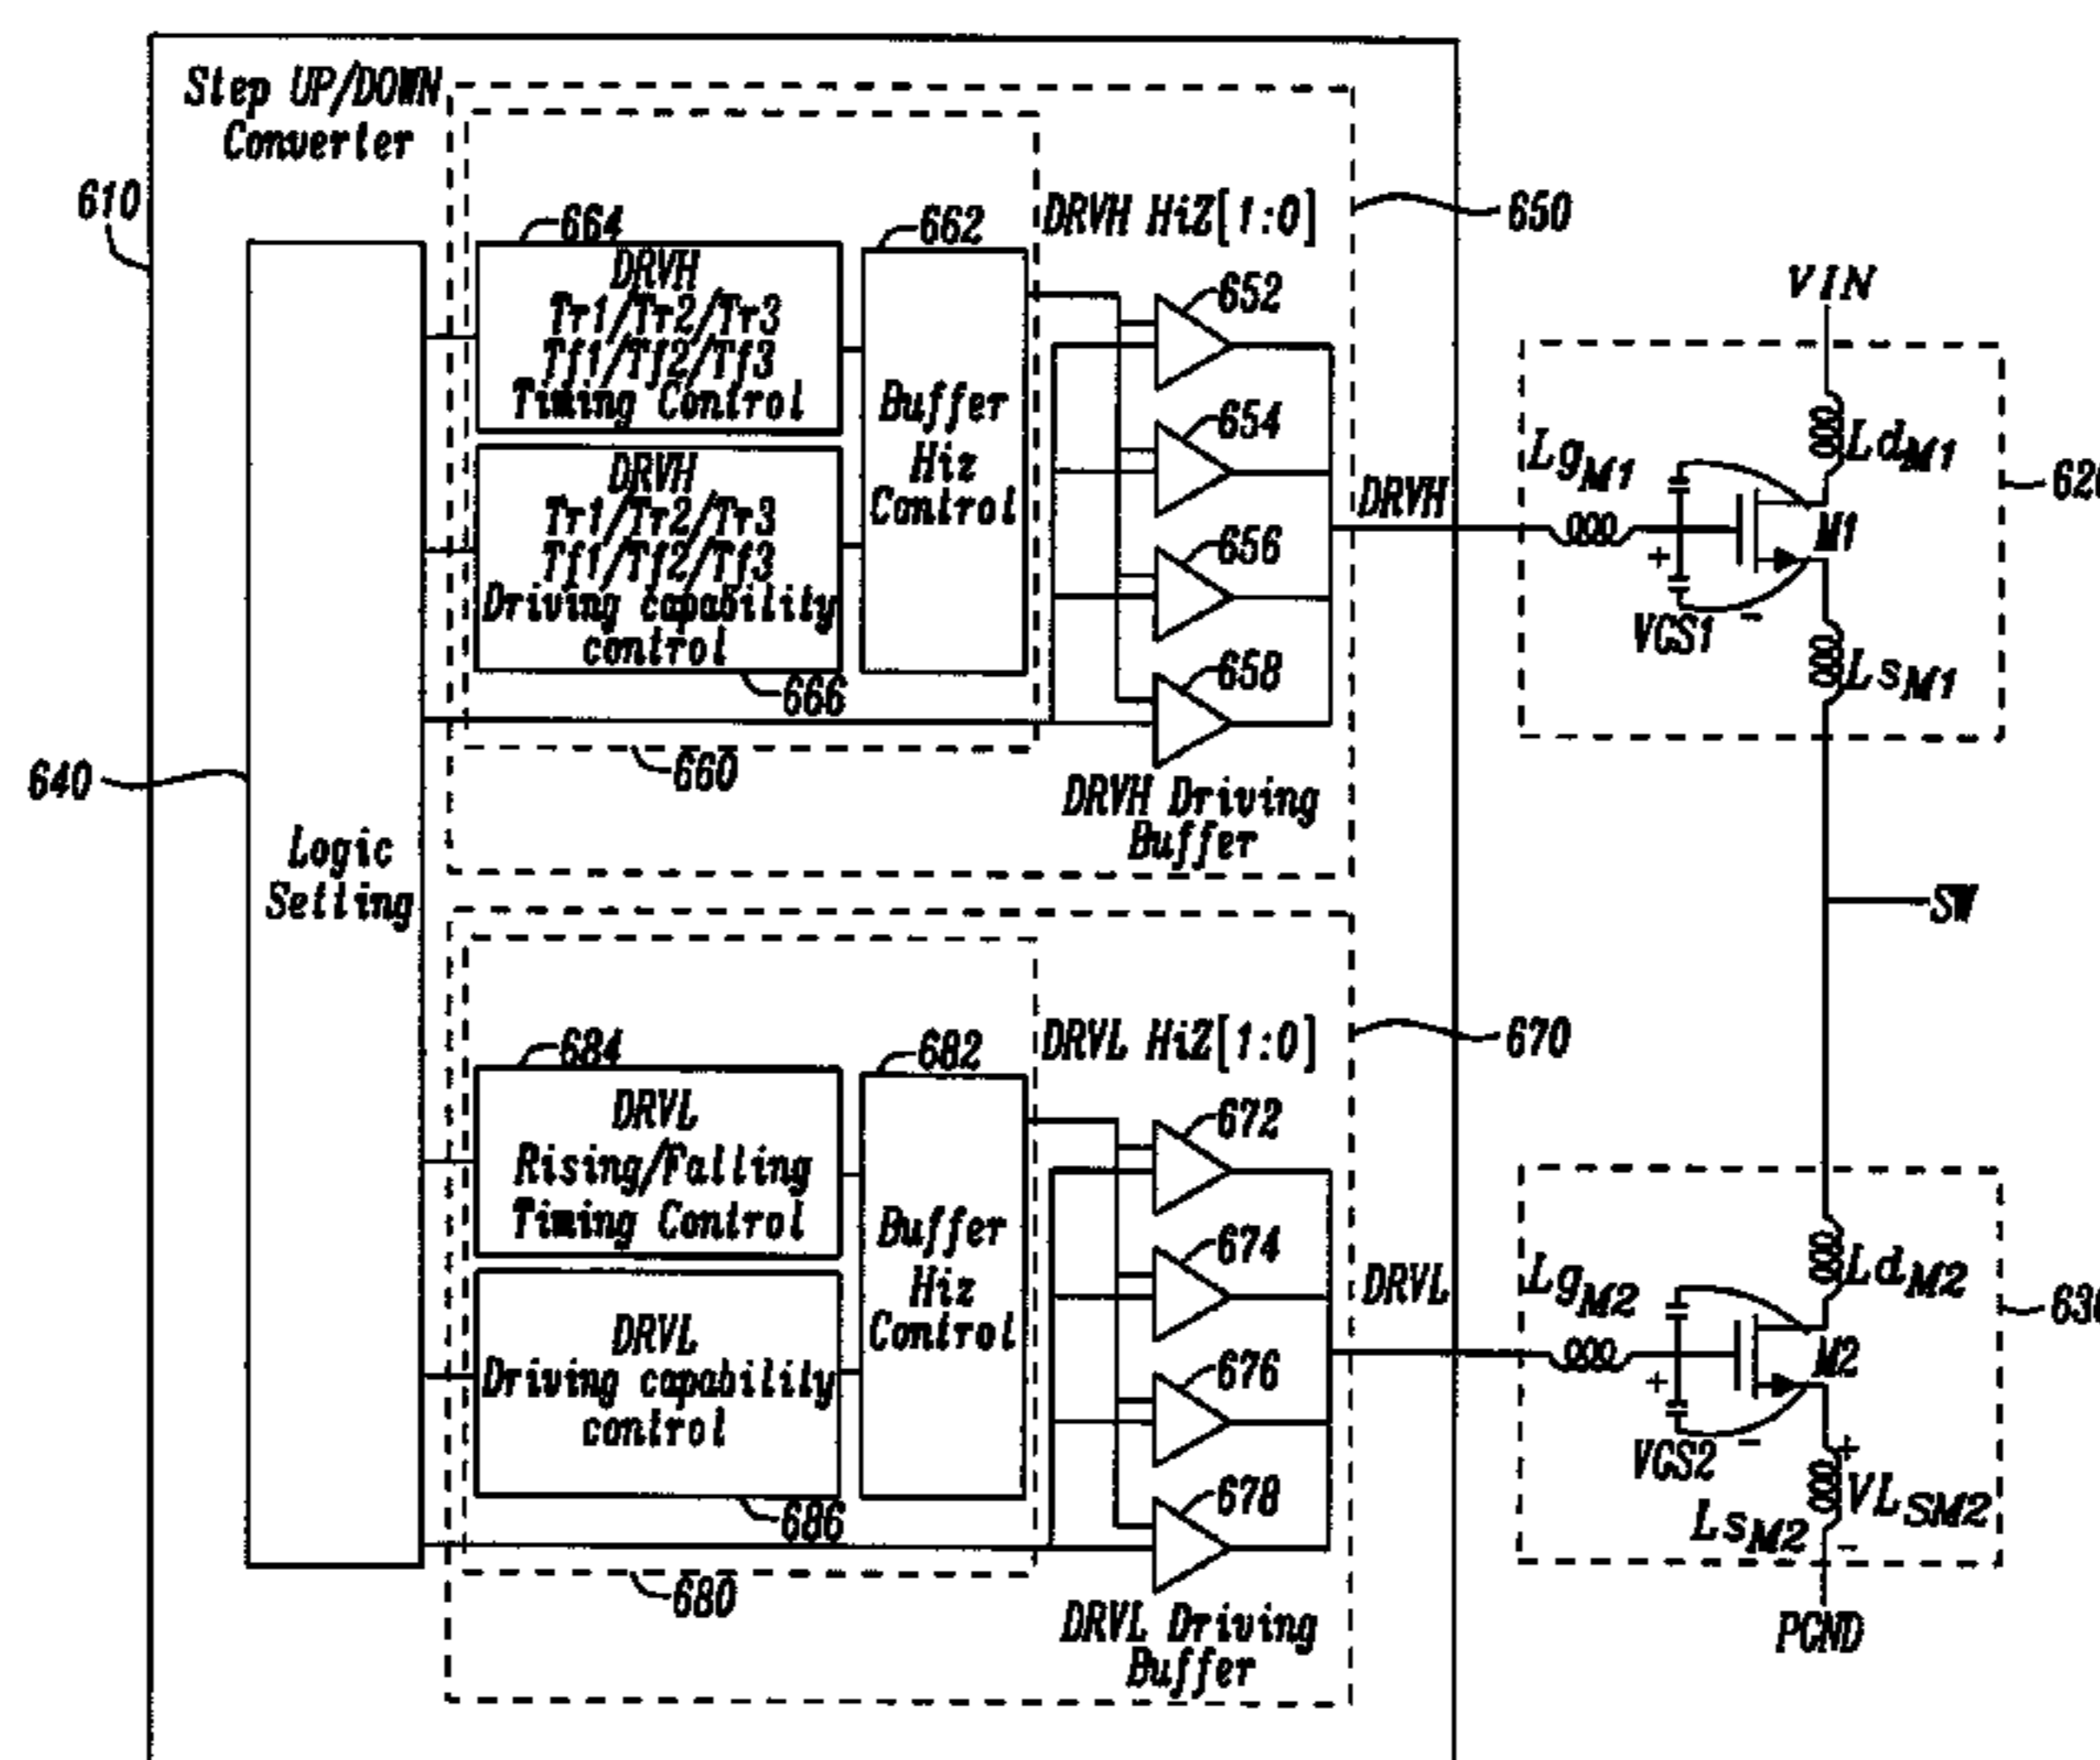 Step UP/DOWN
Converter
610
640
Logic
Setting
664
DRVH
Tr1/Tr2/Tr3
Tf1/Tf2/Tf3
Timing Control
DRVH
Tr1/Tr2/Tr3
Tf1/Tf2/Tf3
Driving capability
control
666
660
662
Buffer
Hiz
Control
DRVH HiZ[1:0]
652
654
656
658
DRVH Driving
Buffer
650
DRVH
684
DRVL
Rising/Falling
Timing Control
DRVL
Driving capability
control
686
680
682
Buffer
Hiz
Control
DRVL HiZ[1:0]
672
674
676
678
DRVL Driving
Buffer
670
DRVL
VIN
LgM1
LdM1
M1
+
VGS1 -
LsM1
SW
LgM2
LdM2
M2
+
VGS2 -
+
VLSM2
LsM2
-
PGND